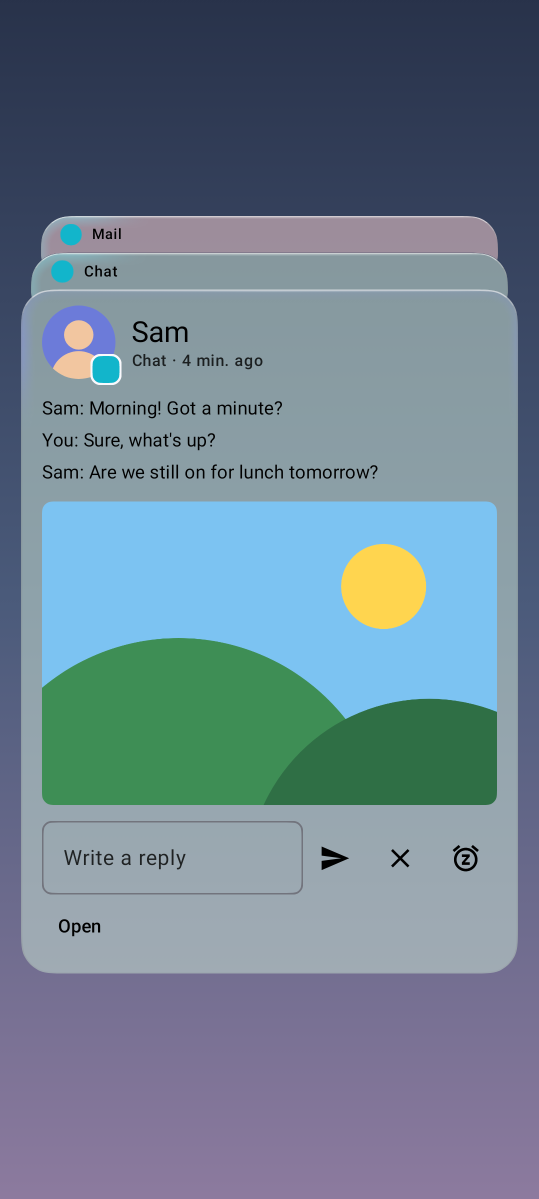 Mail
Chat
Sam
Chat · 4 min. ago
Sam: Morning! Got a minute?
You: Sure, what's up?
Sam: Are we still on for lunch tomorrow?
Write a reply
Open